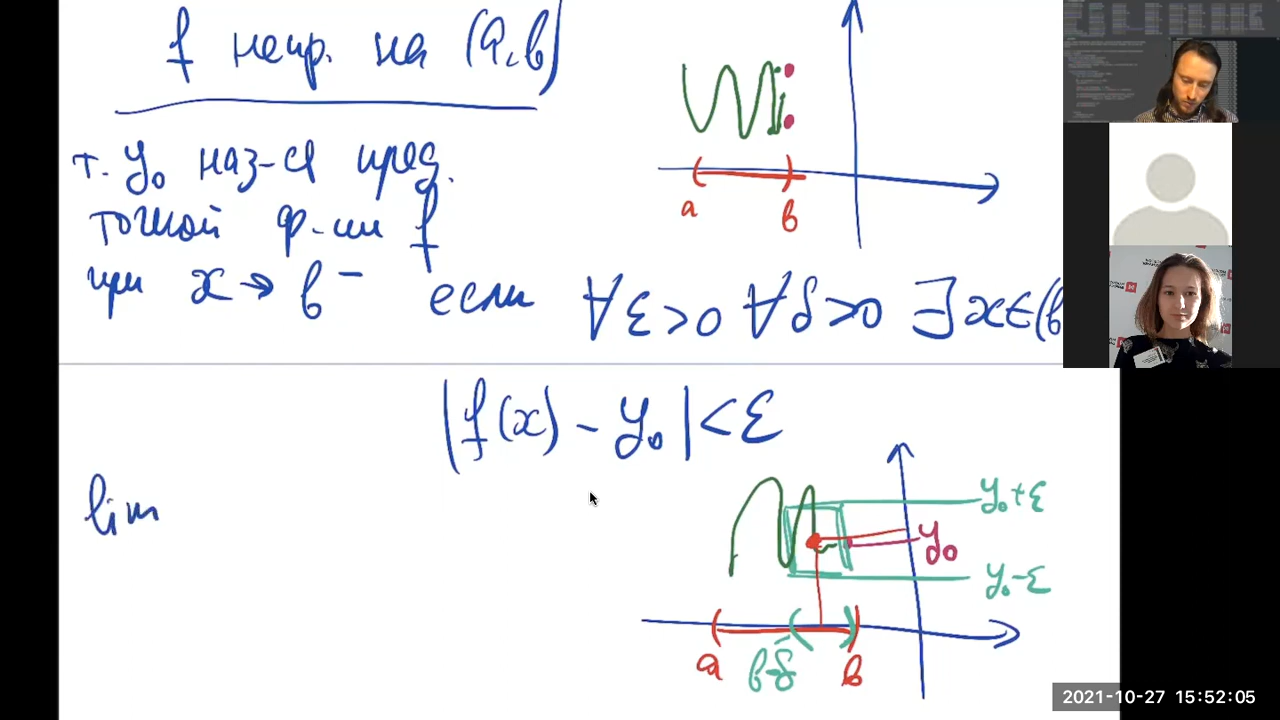 f непр. на (a, b)
т. y₀ наз-ся пред.
точкой ф-ии f
при x → b⁻ если ∀ε>0 ∀δ>0 ∃x∈(b
|f(x) - y₀| < ε
lim
a b
y₀+ε
y₀
y₀-ε
a b-δ b
2021-10-27 15:52:05